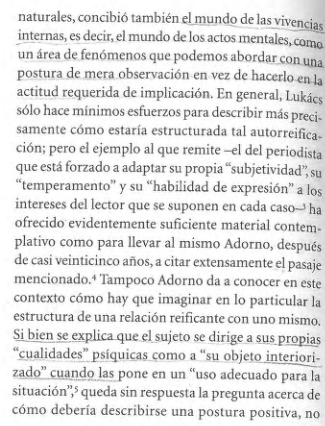 naturales, concibió también el mundo de las vivencias
internas, es decir, el mundo de los actos mentales, como
un área de fenómenos que podemos abordar con una
postura de mera observación en vez de hacerlo en la
actitud requerida de implicación. En general, Lukács
sólo hace mínimos esfuerzos para describir más preci-
samente cómo estaría estructurada tal autorreifica-
ción; pero el ejemplo al que remite –el del periodista
que está forzado a adaptar su propia “subjetividad”, su
“temperamento” y su “habilidad de expresión” a los
intereses del lector que se suponen en cada caso–³ ha
ofrecido evidentemente suficiente material contem-
plativo como para llevar al mismo Adorno, después
de casi veinticinco años, a citar extensamente el pasaje
mencionado.⁴ Tampoco Adorno da a conocer en este
contexto cómo hay que imaginar en lo particular la
estructura de una relación reificante con uno mismo.
Si bien se explica que el sujeto se dirige a sus propias
“cualidades” psíquicas como a “su objeto interiori-
zado” cuando las pone en un “uso adecuado para la
situación”,⁵ queda sin respuesta la pregunta acerca de
cómo debería describirse una postura positiva, no